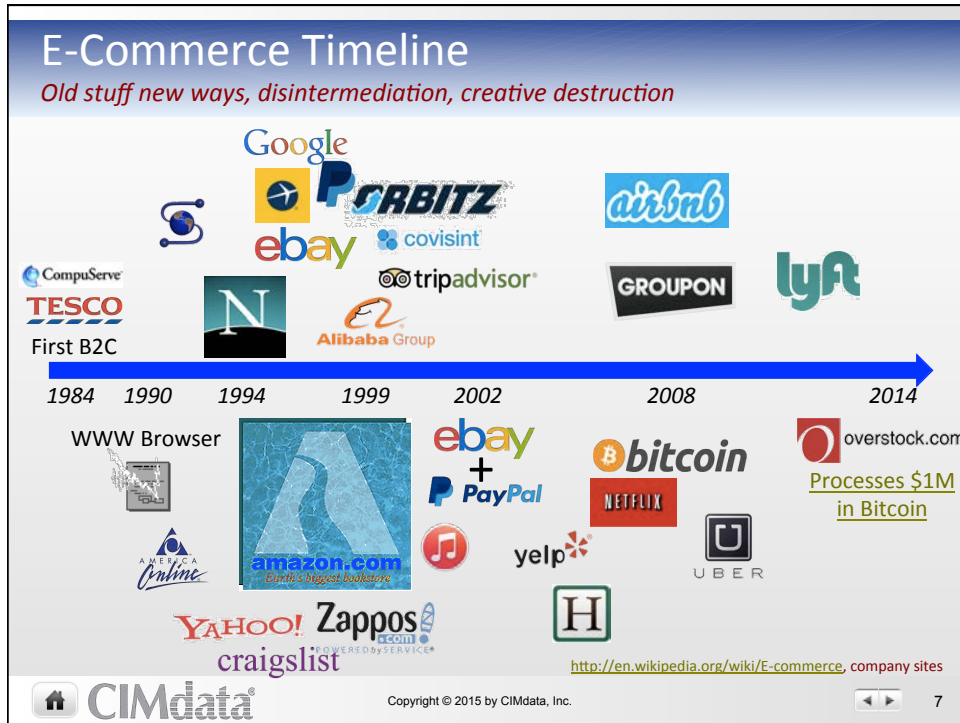 E-Commerce Timeline
Old stuff new ways, disintermediation, creative destruction
Google
ORBITZ
airbnb
ebay
covisint
CompuServe
tripadvisor®
GROUPON
lyft
TESCO
N
Alibaba Group
First B2C
1984 1990 1994 1999 2002 2008 2014
WWW Browser
ebay
+
PayPal
bitcoin
overstock.com
Processes $1M
in Bitcoin
NETFLIX
AMERICA
Online
amazon.com
Earth's biggest bookstore
yelp
UBER
H
YAHOO!
Zappos
.com
POWERED by SERVICE®
craigslist
http://en.wikipedia.org/wiki/E-commerce, company sites
CIMdata®
Copyright © 2015 by CIMdata, Inc.
7